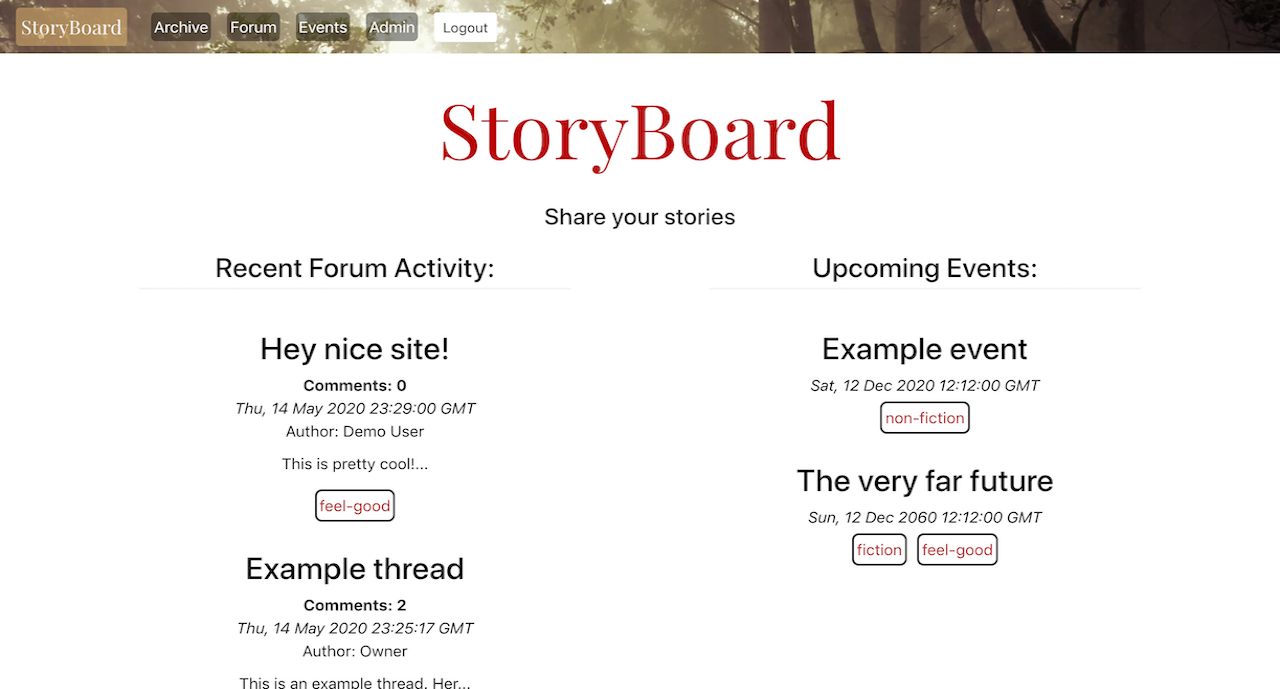 StoryBoard Archive Forum Events Admin Logout
StoryBoard
Share your stories
Recent Forum Activity:
Hey nice site!
Comments: 0
Thu, 14 May 2020 23:29:00 GMT
Author: Demo User
This is pretty cool!...
feel-good
Example thread
Comments: 2
Thu, 14 May 2020 23:25:17 GMT
Author: Owner
This is an example thread. Her...
Upcoming Events:
Example event
Sat, 12 Dec 2020 12:12:00 GMT
non-fiction
The very far future
Sun, 12 Dec 2060 12:12:00 GMT
fiction feel-good